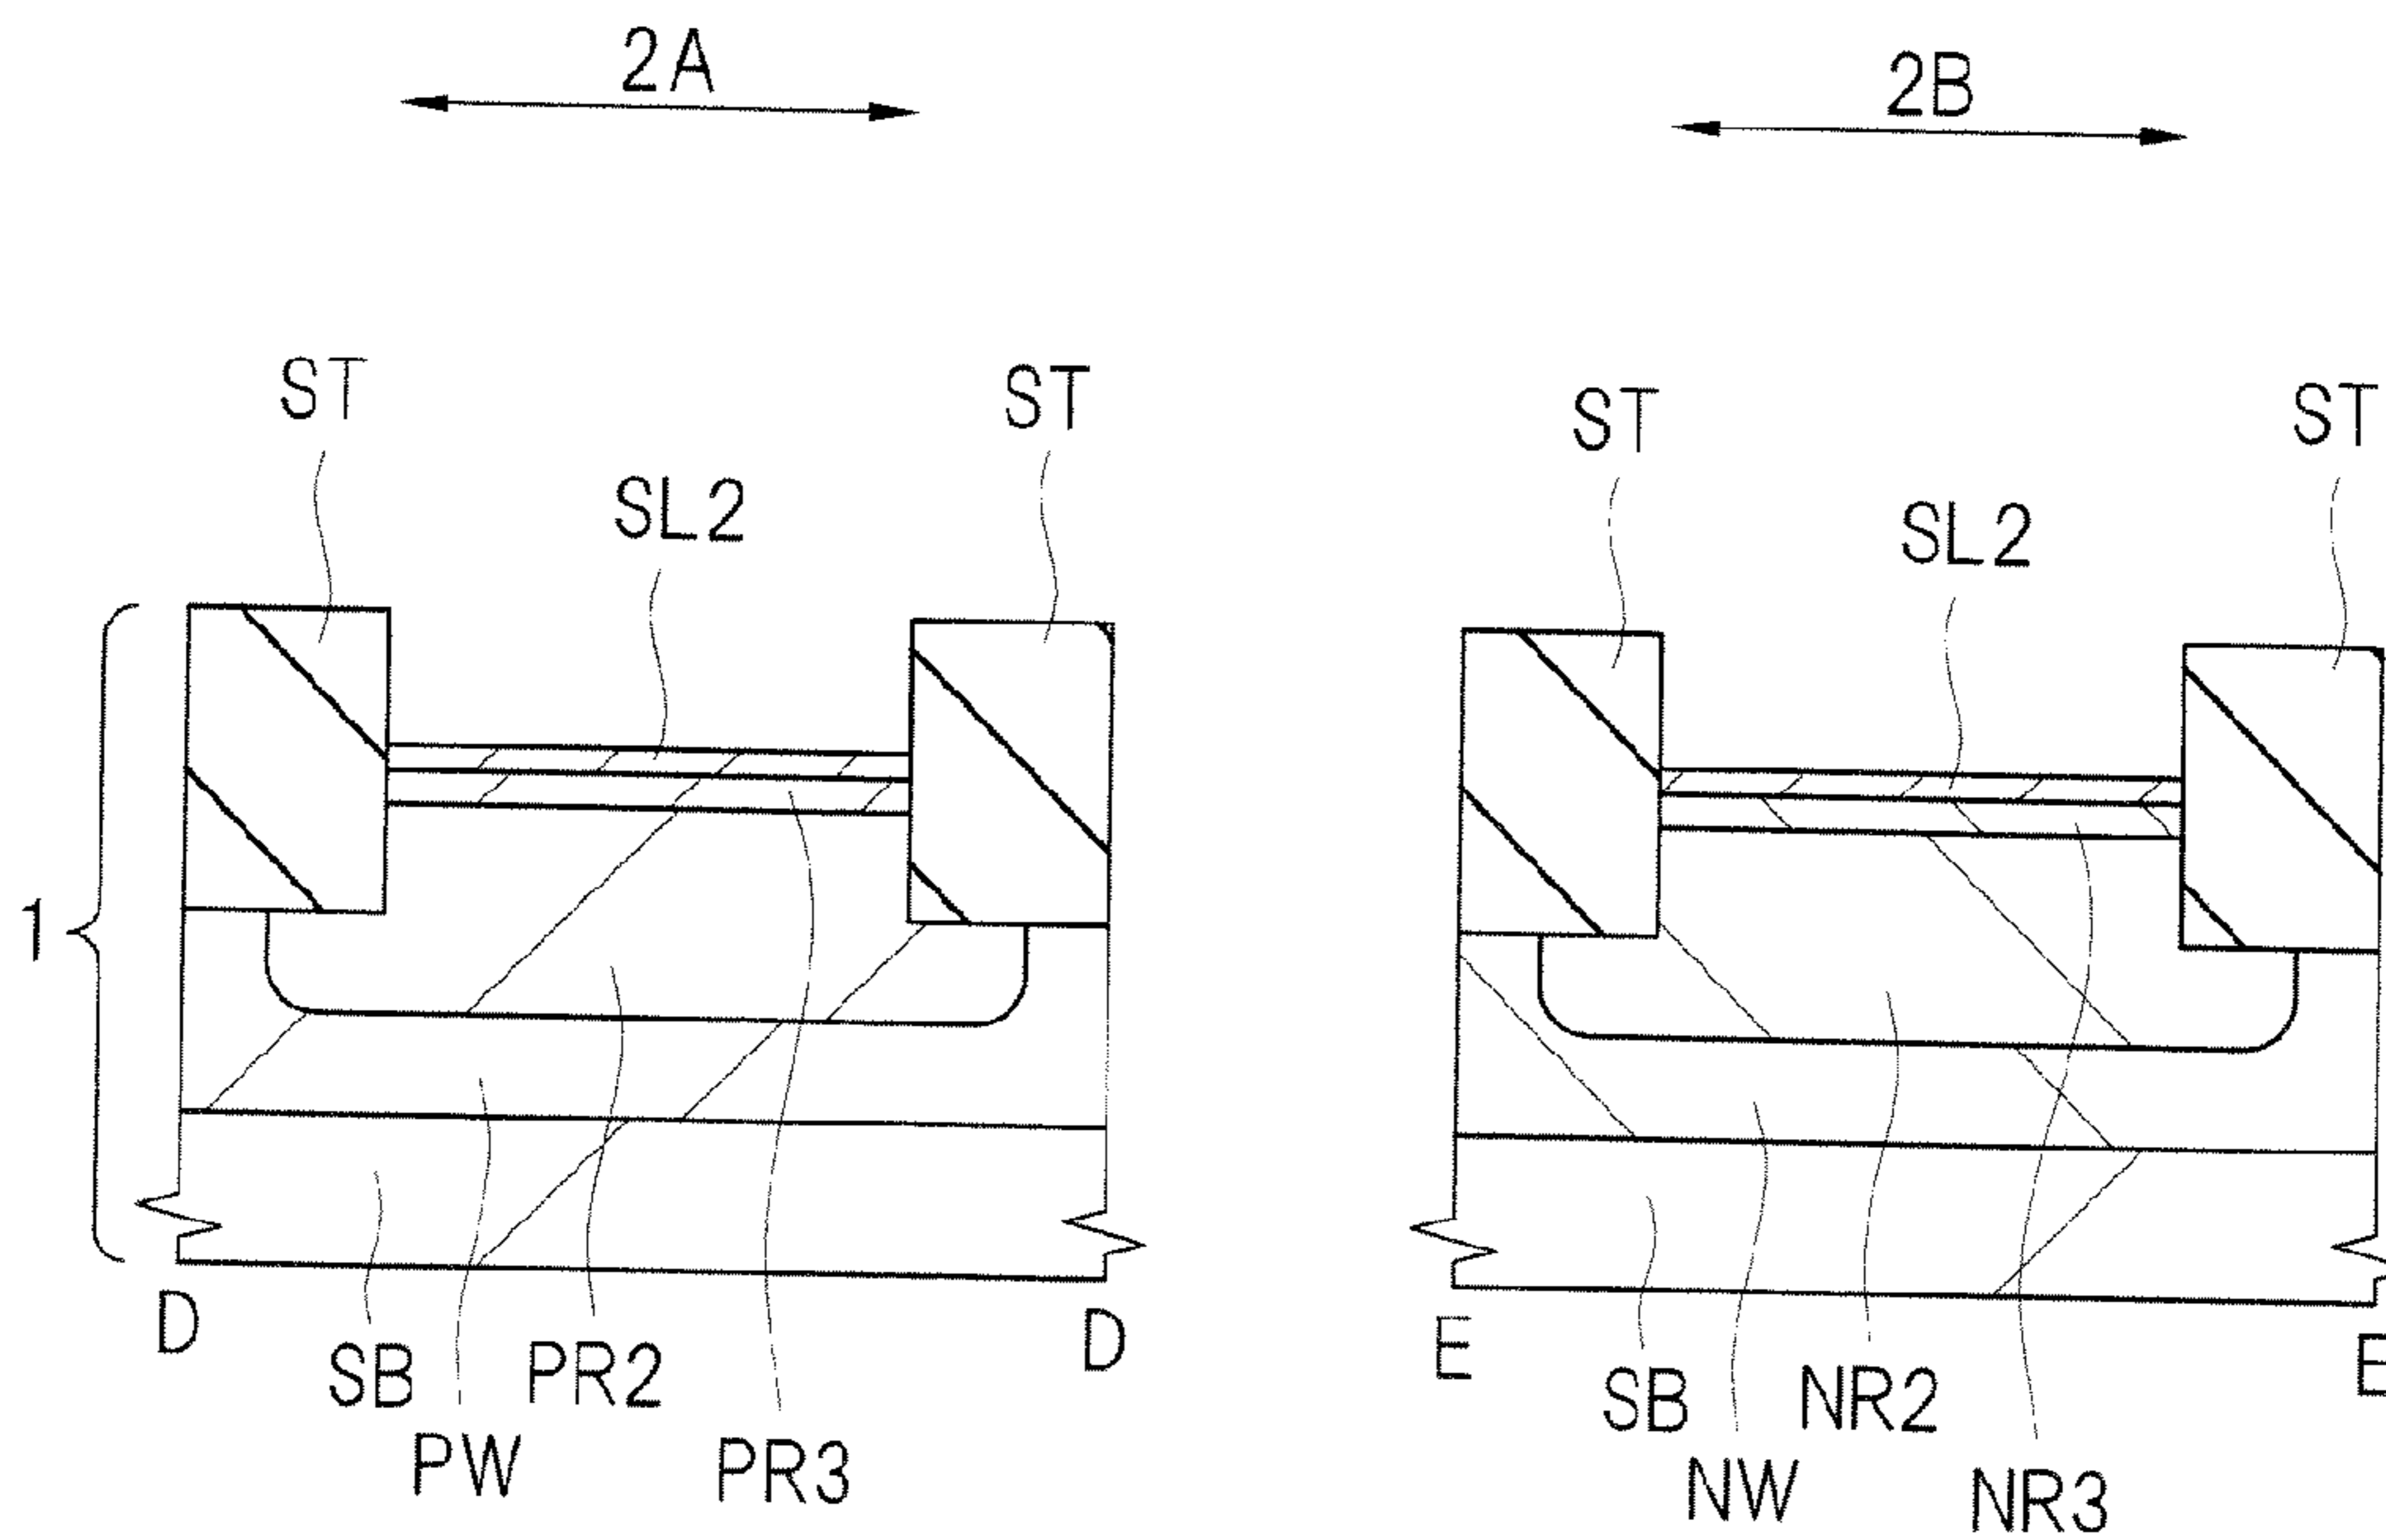 2A 2B
ST ST ST ST
SL2 SL2
1
D D E E
SB PR2 SB NR2
PW PR3 NW NR3